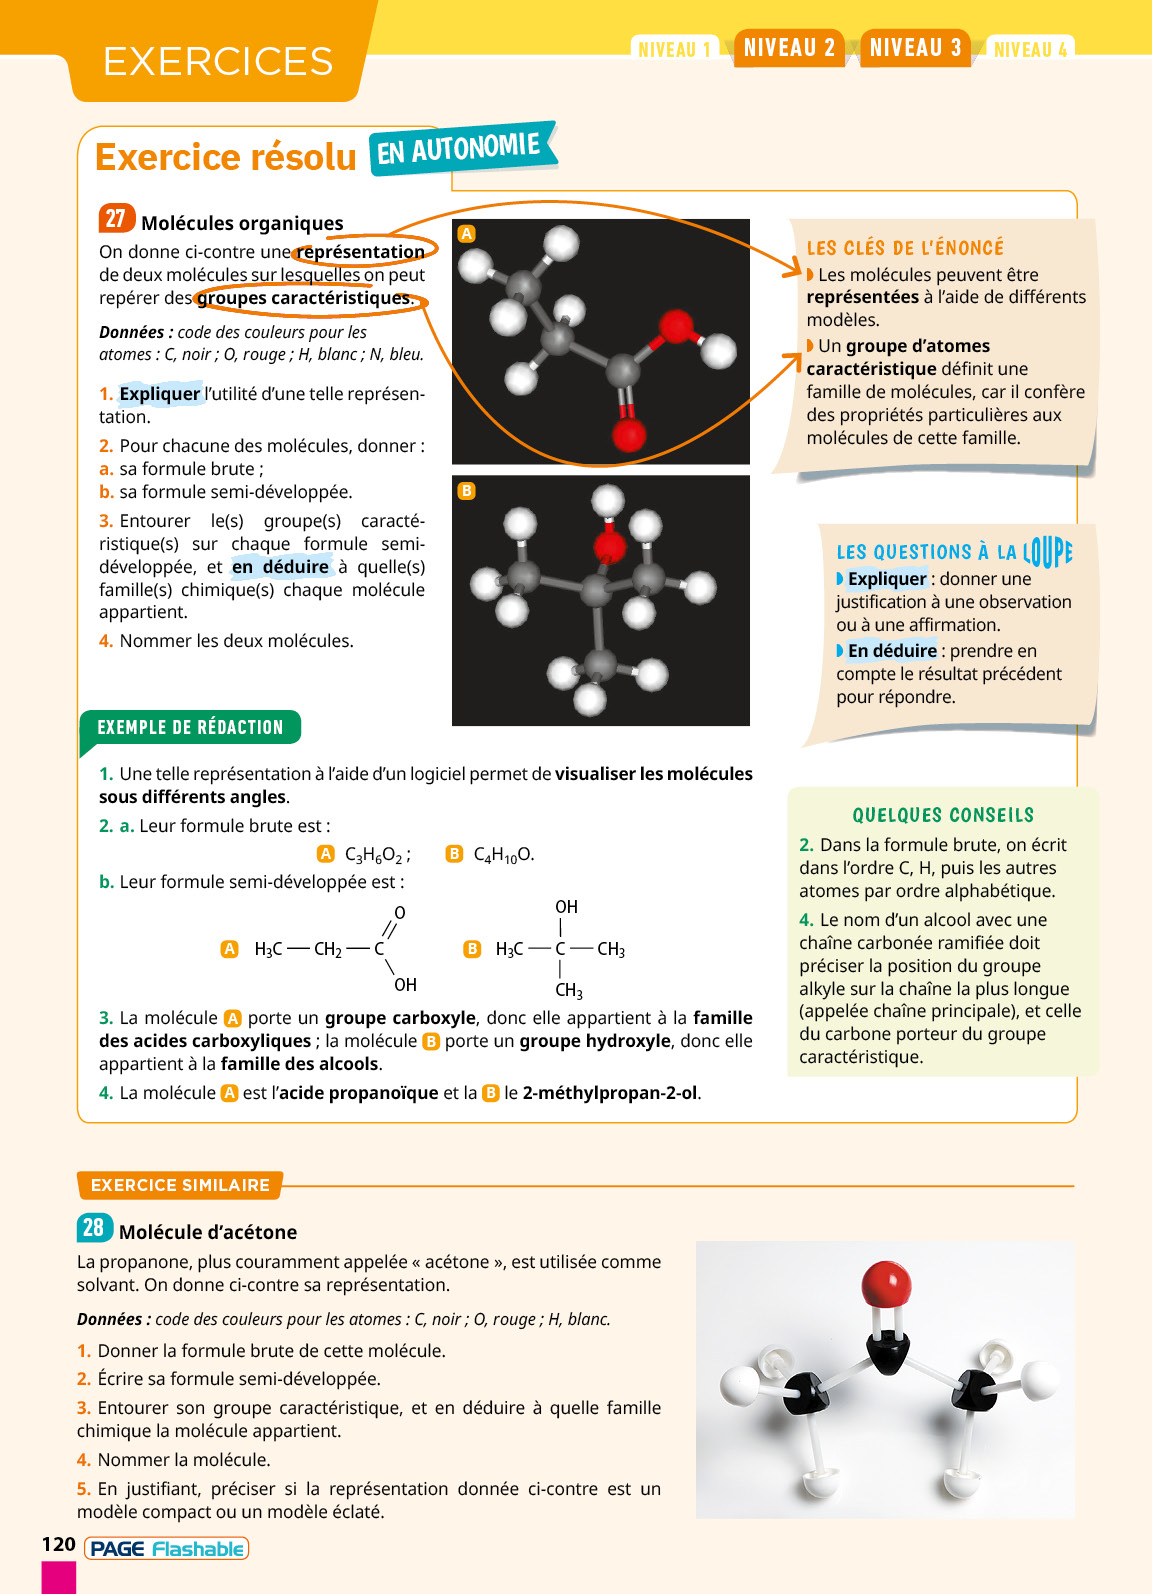 EXERCICES
NIVEAU 1
NIVEAU 2
NIVEAU 3
NIVEAU 4
Exercice résolu
EN AUTONOMIE
27 Molécules organiques
On donne ci-contre une représentation
de deux molécules sur lesquelles on peut
repérer des groupes caractéristiques.
Données : code des couleurs pour les
atomes : C, noir ; O, rouge ; H, blanc ; N, bleu.
1. Expliquer l'utilité d'une telle représen-
tation.
2. Pour chacune des molécules, donner :
a. sa formule brute ;
b. sa formule semi-développée.
3. Entourer le(s) groupe(s) caracté-
ristique(s) sur chaque formule semi-
développée, et en déduire à quelle(s)
famille(s) chimique(s) chaque molécule
appartient.
4. Nommer les deux molécules.
A
B
LES CLÉS DE L'ÉNONCÉ
Les molécules peuvent être
représentées à l'aide de différents
modèles.
Un groupe d'atomes
caractéristique définit une
famille de molécules, car il confère
des propriétés particulières aux
molécules de cette famille.
LES QUESTIONS À LA LOUPE
Expliquer : donner une
justification à une observation
ou à une affirmation.
En déduire : prendre en
compte le résultat précédent
pour répondre.
EXEMPLE DE RÉDACTION
1. Une telle représentation à l'aide d'un logiciel permet de visualiser les molécules
sous différents angles.
2. a. Leur formule brute est :
A C₃H₆O₂ ; B C₄H₁₀O.
b. Leur formule semi-développée est :
O
A H₃C — CH₂ — C
OH
OH
B H₃C — C — CH₃
CH₃
3. La molécule A porte un groupe carboxyle, donc elle appartient à la famille
des acides carboxyliques ; la molécule B porte un groupe hydroxyle, donc elle
appartient à la famille des alcools.
4. La molécule A est l'acide propanoïque et la B le 2-méthylpropan-2-ol.
QUELQUES CONSEILS
2. Dans la formule brute, on écrit
dans l'ordre C, H, puis les autres
atomes par ordre alphabétique.
4. Le nom d'un alcool avec une
chaîne carbonée ramifiée doit
préciser la position du groupe
alkyle sur la chaîne la plus longue
(appelée chaîne principale), et celle
du carbone porteur du groupe
caractéristique.
EXERCICE SIMILAIRE
28 Molécule d'acétone
La propanone, plus couramment appelée « acétone », est utilisée comme
solvant. On donne ci-contre sa représentation.
Données : code des couleurs pour les atomes : C, noir ; O, rouge ; H, blanc.
1. Donner la formule brute de cette molécule.
2. Écrire sa formule semi-développée.
3. Entourer son groupe caractéristique, et en déduire à quelle famille
chimique la molécule appartient.
4. Nommer la molécule.
5. En justifiant, préciser si la représentation donnée ci-contre est un
modèle compact ou un modèle éclaté.
120 PAGE Flashable